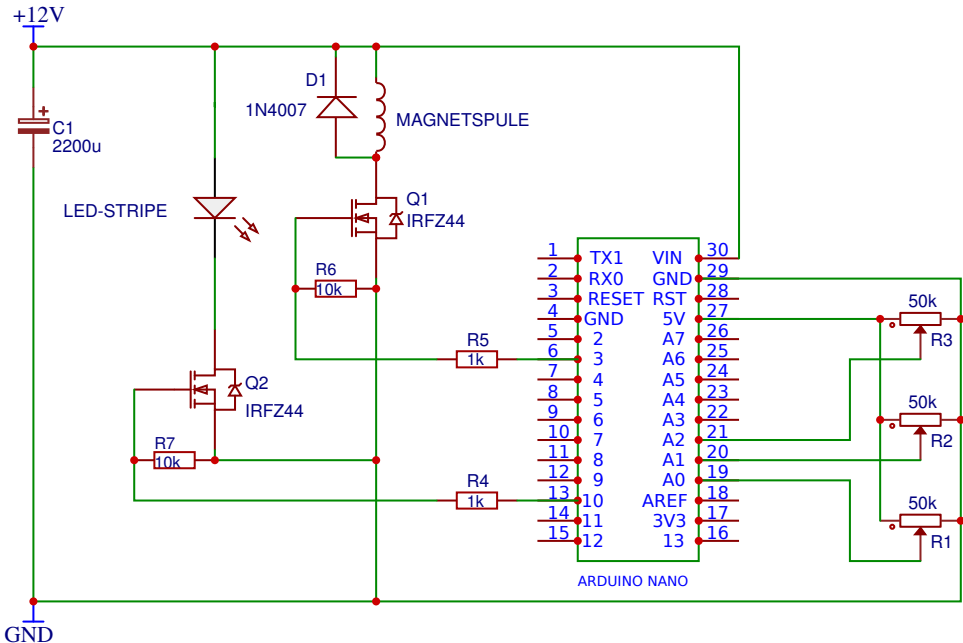 +12V
D1
1N4007
MAGNETSPULE
C1
2200u
LED-STRIPE
Q1
IRFZ44
R6
10k
Q2
IRFZ44
R7
10k
R5
1k
R4
1k
1 TX1 VIN 30
2 RX0 GND 29
3 RESET RST 28
4 GND 5V 27
5 2 A7 26
6 3 A6 25
7 4 A5 24
8 5 A4 23
9 6 A3 22
10 7 A2 21
11 8 A1 20
12 9 A0 19
13 10 AREF 18
14 11 3V3 17
15 12 13 16
ARDUINO NANO
50k
R3
50k
R2
50k
R1
GND